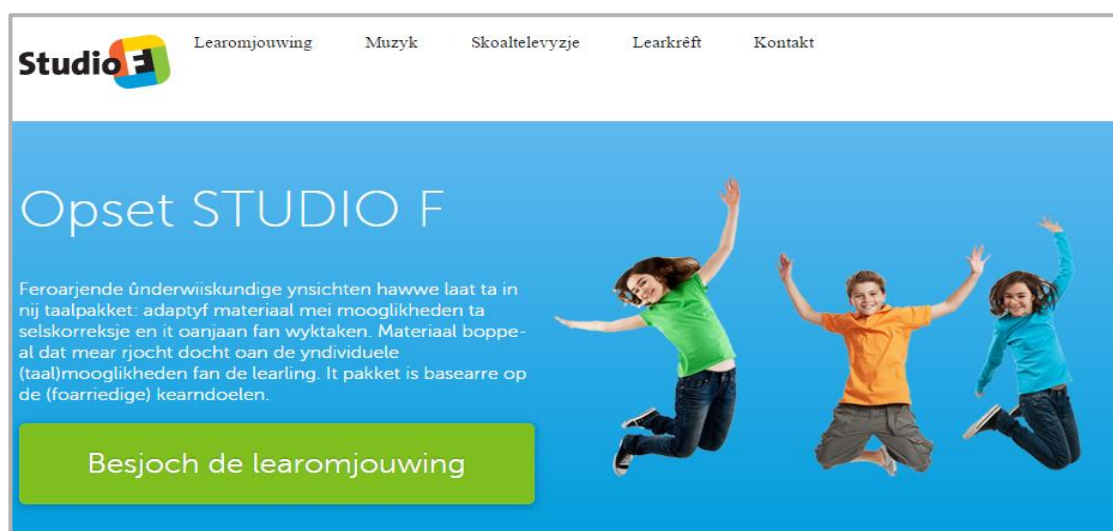 Studio F
Learomjouwing Muzyk Skoaltelevyzje Learkrêft Kontakt
Opset STUDIO F
Feroarjende ûnderwiiskundige ynsichten hawwe laat ta in
nij taalpakket: adaptyf materiaal mei mooglikheden ta
selskorreksje en it oanjaan fan wyktaken. Materiaal boppe-
al dat mear rjocht docht oan de yndividuele
(taal)mooglikheden fan de learling. It pakket is basearre op
de (foarriedige) kearndoelen.
Besjoch de learomjouwing